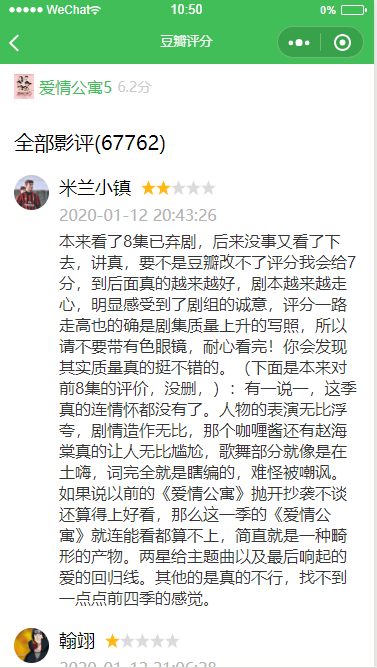 WeChat 10:50 0%
豆瓣评分
爱情公寓5 6.2分
全部影评(67762)
米兰小镇
2020-01-12 20:43:26
本来看了8集已弃剧，后来没事又看了下
去，讲真，要不是豆瓣改不了评分我会给7
分，到后面真的越来越好，剧本越来越走
心，明显感受到了剧组的诚意，评分一路
走高也的确是剧集质量上升的写照，所以
请不要带有色眼镜，耐心看完！你会发现
其实质量真的挺不错的。（下面是本来对
前8集的评价，没删，）：有一说一，这季
真的连情怀都没有了。人物的表演无比浮
夸，剧情造作无比，那个咖喱酱还有赵海
棠真的让人无比尴尬，歌舞部分就像是在
土嗨，词完全就是瞎编的，难怪被嘲讽。
如果说以前的《爱情公寓》抛开抄袭不谈
还算得上好看，那么这一季的《爱情公
寓》就连能看都算不上，简直就是一种畸
形的产物。两星给主题曲以及最后响起的
爱的回归线。其他的是真的不行，找不到
一点点前四季的感觉。
翰翊
2020-01-12 21:06:28